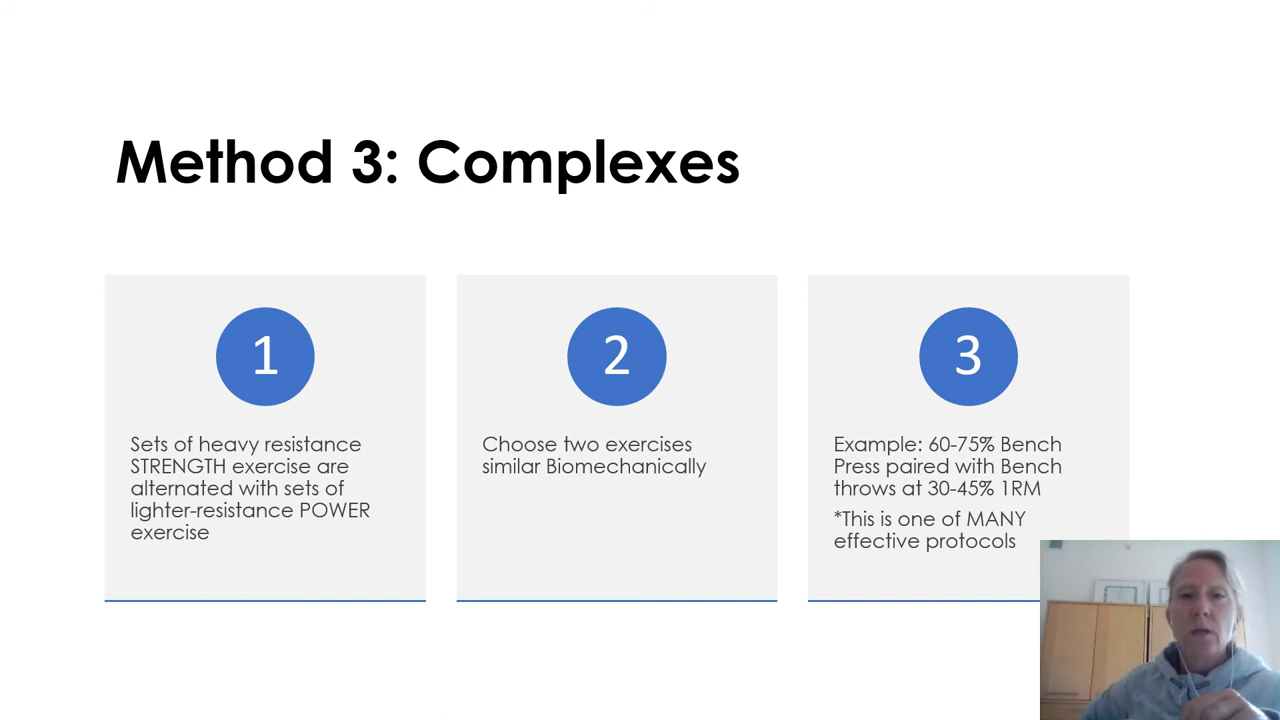 Method 3: Complexes
1
Sets of heavy resistance
STRENGTH exercise are
alternated with sets of
lighter-resistance POWER
exercise
2
Choose two exercises
similar Biomechanically
3
Example: 60-75% Bench
Press paired with Bench
throws at 30-45% 1RM
*This is one of MANY
effective protocols